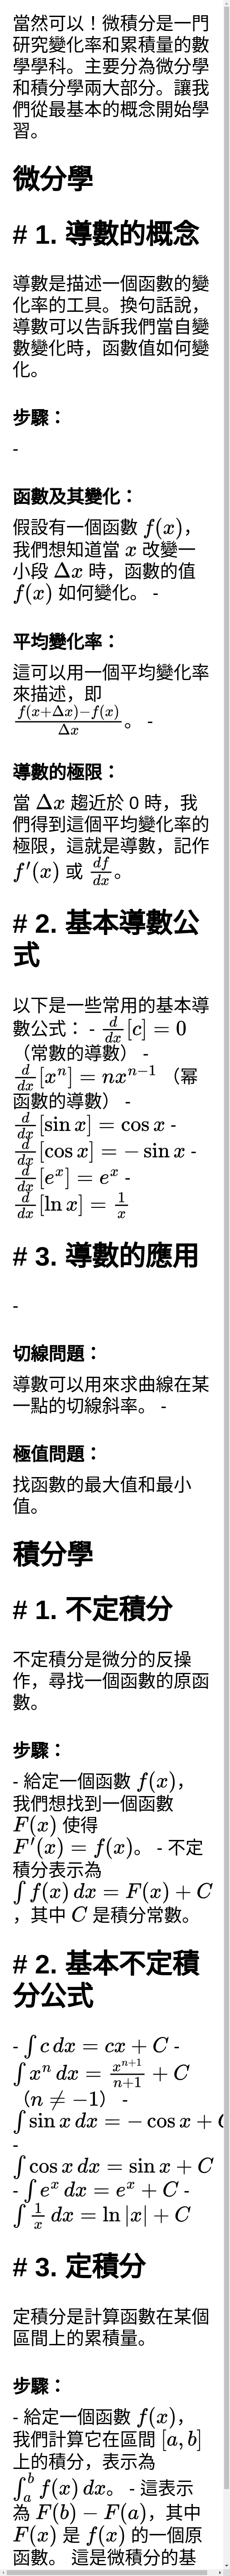 當然可以！微積分是一門
研究變化率和累積量的數
學學科。主要分為微分學
和積分學兩大部分。讓我
們從最基本的概念開始學
習。
微分學
# 1. 導數的概念
導數是描述一個函數的變
化率的工具。換句話說，
導數可以告訴我們當自變
數變化時，函數值如何變
化。
步驟：
-
函數及其變化：
假設有一個函數 f(x)，
我們想知道當 x 改變一
小段 Δx 時，函數的值
f(x) 如何變化。 -
平均變化率：
這可以用一個平均變化率
來描述，即
\frac{f(x+Δx)−f(x)}{Δx}。 -
導數的極限：
當 Δx 趨近於 0 時，我
們得到這個平均變化率的
極限，這就是導數，記作
f′(x) 或 \frac{df}{dx}。
# 2. 基本導數公
式
以下是一些常用的基本導
數公式： - \frac{d}{dx}[c] = 0
（常數的導數） -
\frac{d}{dx}[x^n] = nx^{n−1} （冪
函數的導數） -
\frac{d}{dx}[sin x] = cos x -
\frac{d}{dx}[cos x] = − sin x -
\frac{d}{dx}[e^x] = e^x -
\frac{d}{dx}[ln x] = \frac{1}{x}
# 3. 導數的應用
-
切線問題：
導數可以用來求曲線在某
一點的切線斜率。 -
極值問題：
找函數的最大值和最小
值。
積分學
# 1. 不定積分
不定積分是微分的反操
作，尋找一個函數的原函
數。
步驟：
- 給定一個函數 f(x)，
我們想找到一個函數
F(x) 使得
F′(x) = f(x)。 - 不定
積分表示為
∫ f(x) dx = F(x) + C
，其中 C 是積分常數。
# 2. 基本不定積
分公式
- ∫ c dx = cx + C -
∫ x^n dx = \frac{x^{n+1}}{n+1} + C
（n ≠ −1） -
∫ sin x dx = − cos x + C
-
∫ cos x dx = sin x + C
- ∫ e^x dx = e^x + C -
∫ \frac{1}{x} dx = ln |x| + C
# 3. 定積分
定積分是計算函數在某個
區間上的累積量。
步驟：
- 給定一個函數 f(x)，
我們計算它在區間 [a, b]
上的積分，表示為
∫_a^b f(x) dx。 - 這表示
為 F(b) − F(a)，其中
F(x) 是 f(x) 的一個原
函數。 這是微積分的基